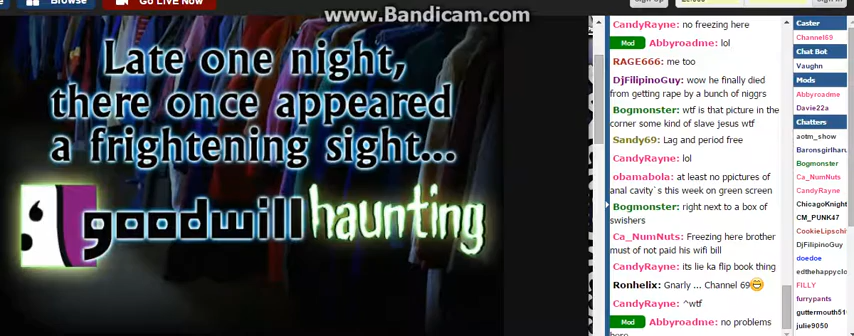 www.Bandicam.com
Browse
Go LIVE Now
Late one night,
there once appeared
a frightening sight...
goodwill haunting
CandyRayne: no freezing here
Mod Abbyroadme: lol
RAGE666: me too
DjFilipinoGuy: wow he finally died
from getting rape by a bunch of niggrs
Bogmonster: wtf is that picture in the
corner some kind of slave jesus wtf
Sandy69: Lag and period free
CandyRayne: lol
obamabola: at least no ppictures of
anal cavity`s this week on green screen
Bogmonster: right next to a box of
swishers
Ca_NumNuts: Freezing here brother
must of not paid his wifi bill
CandyRayne: its lie ka flip book thing
Ronhelix: Gnarly ... Channel 69
CandyRayne: ^wtf
Mod Abbyroadme: no problems
Caster
Channel69
Chat Bot
Vaughn
Mods
Abbyroadme
Davie22a
Chatters
aotm_show
Baronsgirlhan
Bogmonster
Ca_NumNuts
CandyRayne
ChicagoKnight
CM_PUNK47
CookieLipschi
DjFilipinoGuy
doedoe
edthehappyclo
FILLY
furrypants
guttermouth51
julie9050